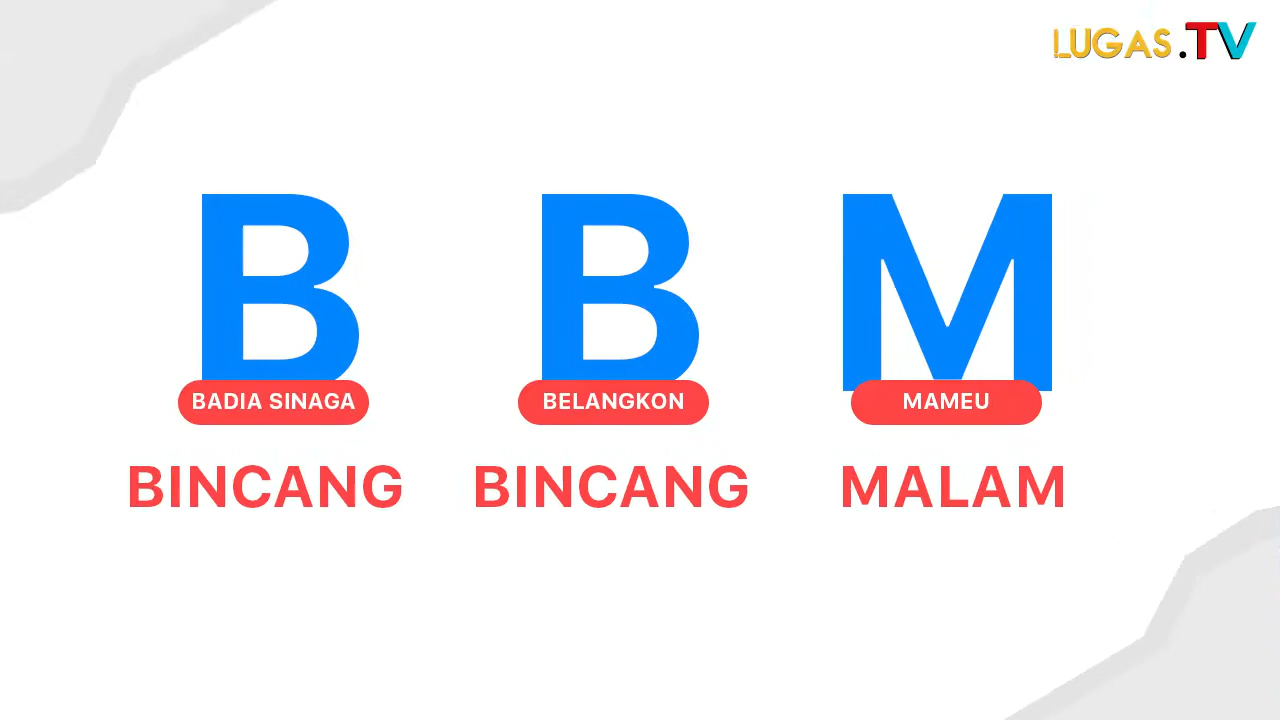 LUGAS.TV
B B M
BADIA SINAGA BELANGKON MAMEU
BINCANG BINCANG MALAM